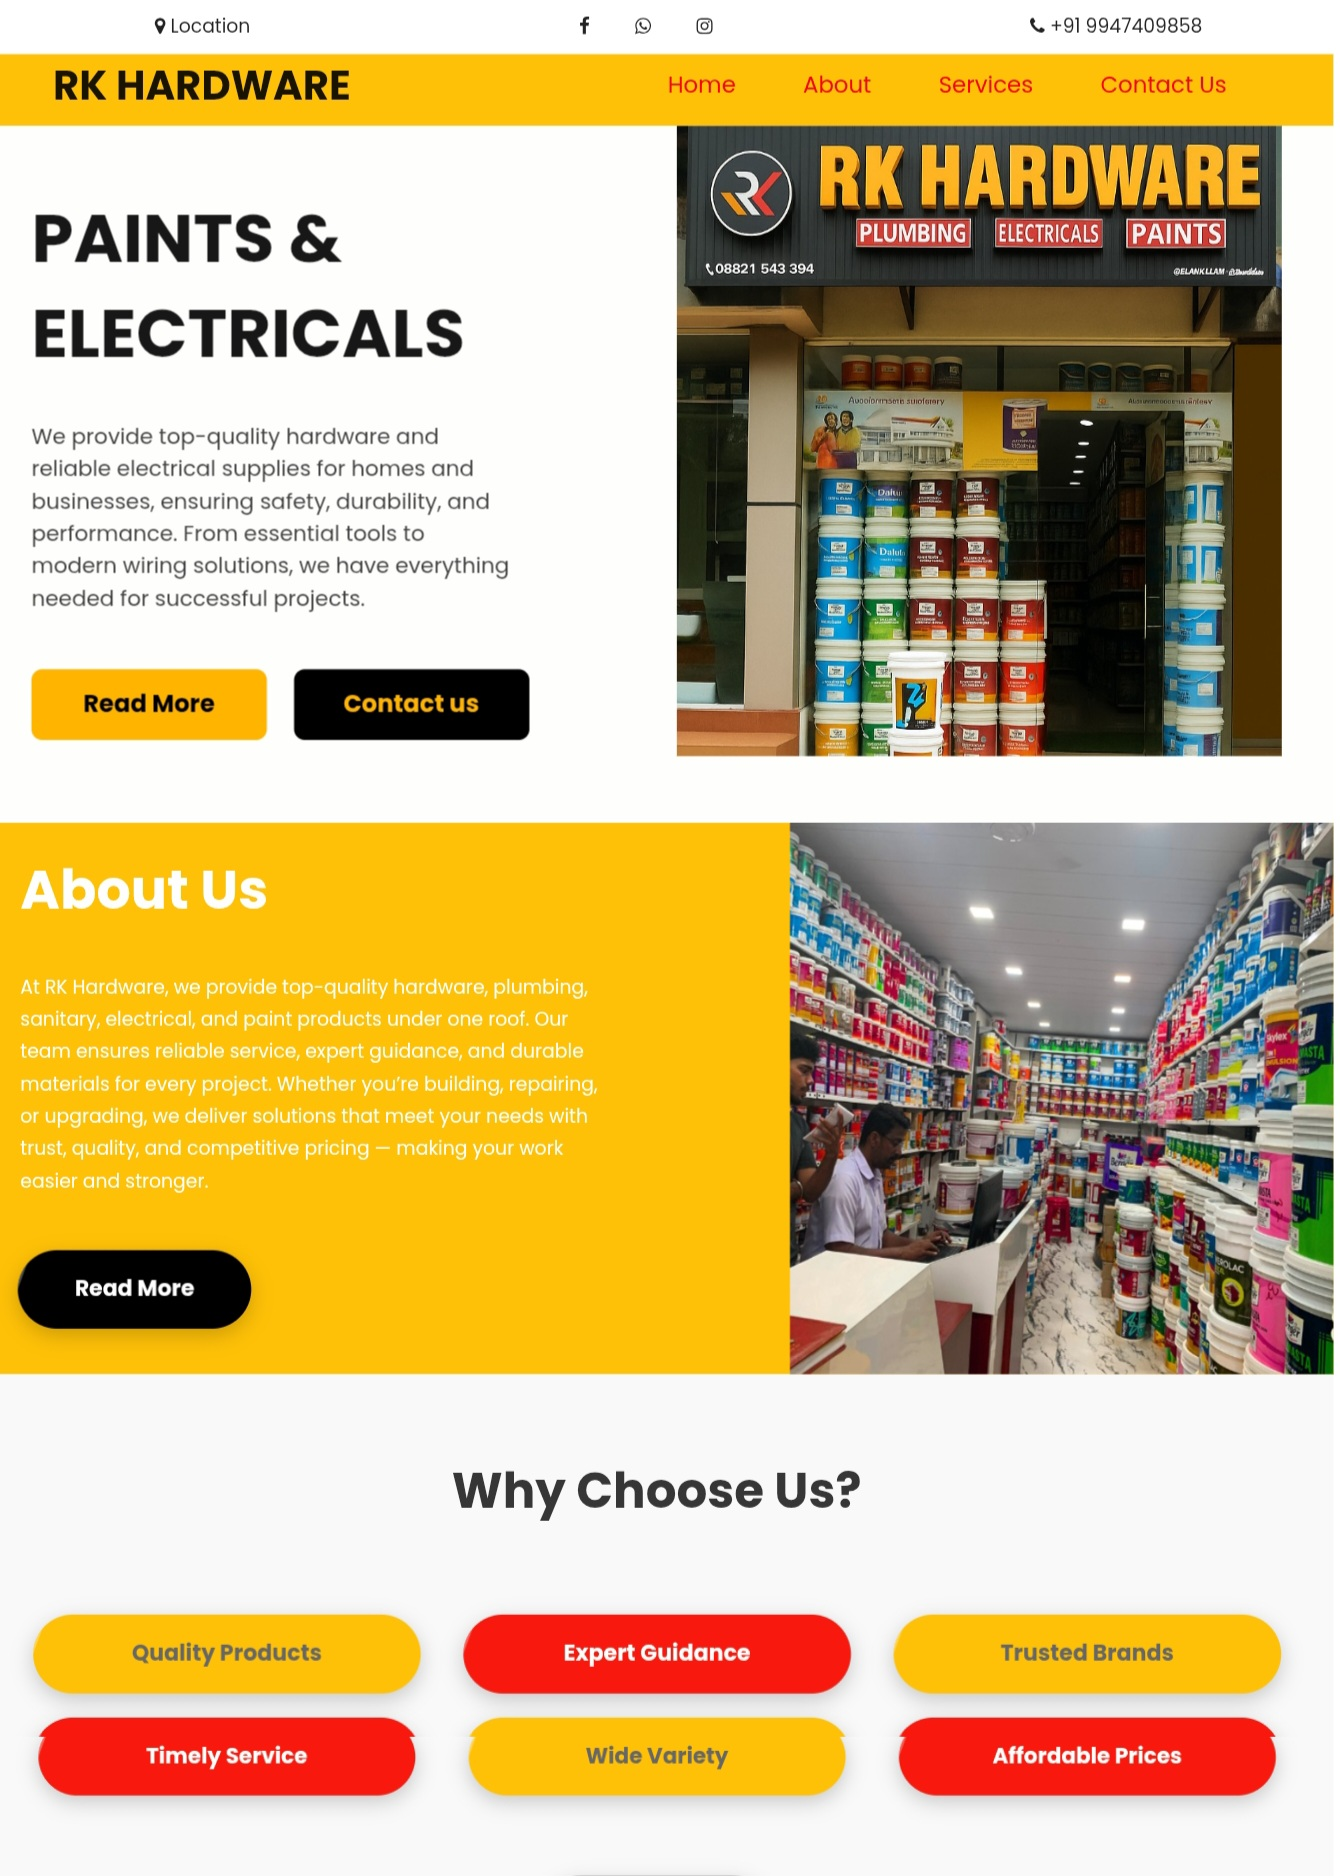 Location
+91 9947409858
RK HARDWARE
Home
About
Services
Contact Us
RK HARDWARE
PLUMBING
ELECTRICALS
PAINTS
08821 543 394
PAINTS &
ELECTRICALS
We provide top-quality hardware and
reliable electrical supplies for homes and
businesses, ensuring safety, durability, and
performance. From essential tools to
modern wiring solutions, we have everything
needed for successful projects.
Read More
Contact us
About Us
At RK Hardware, we provide top-quality hardware, plumbing,
sanitary, electrical, and paint products under one roof. Our
team ensures reliable service, expert guidance, and durable
materials for every project. Whether you’re building, repairing,
or upgrading, we deliver solutions that meet your needs with
trust, quality, and competitive pricing — making your work
easier and stronger.
Read More
Why Choose Us?
Quality Products
Expert Guidance
Trusted Brands
Timely Service
Wide Variety
Affordable Prices